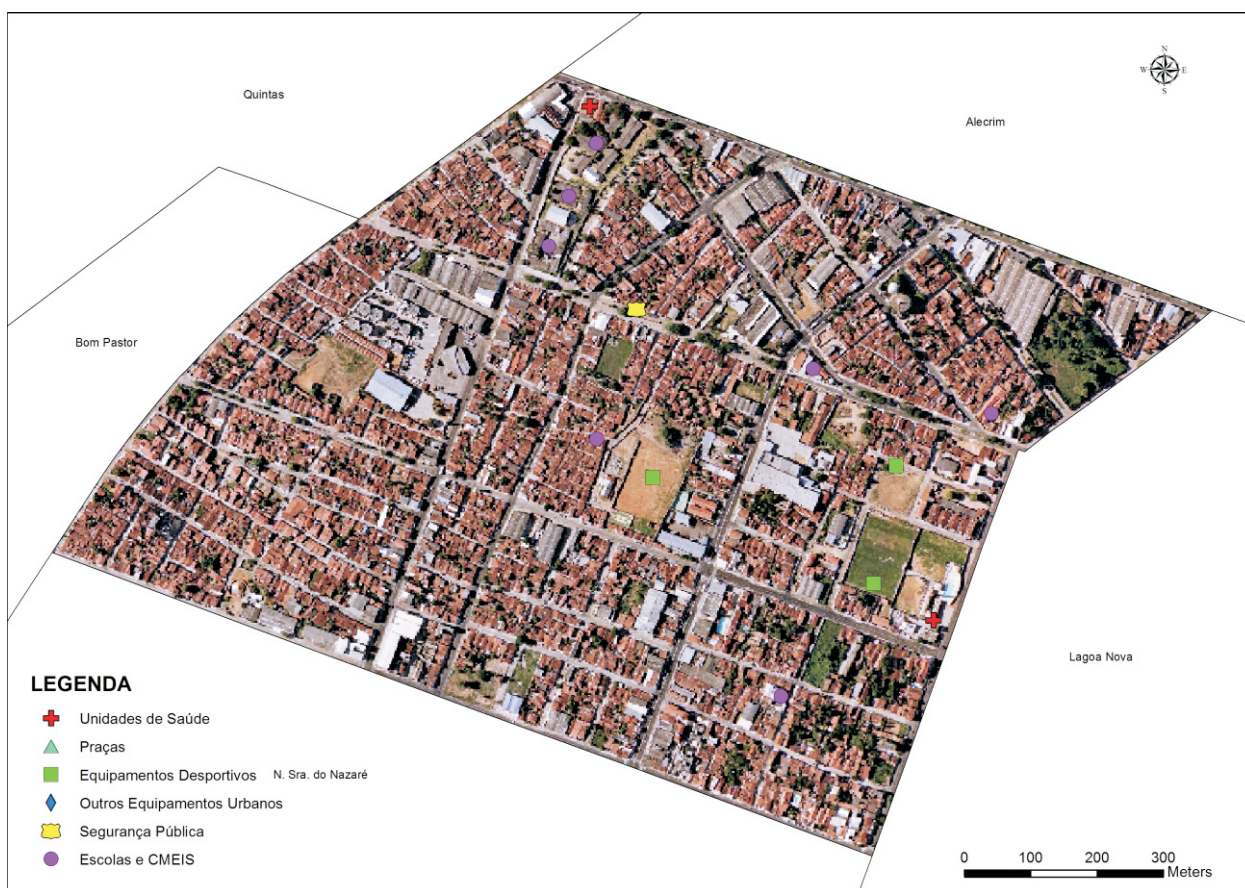 N
W E
S
Quintas
Alecrim
Bom Pastor
Lagoa Nova
LEGENDA
Unidades de Saúde
Praças
Equipamentos Desportivos
N. Sra. do Nazaré
Outros Equipamentos Urbanos
Segurança Pública
Escolas e CMEIS
0 100 200 300
Meters